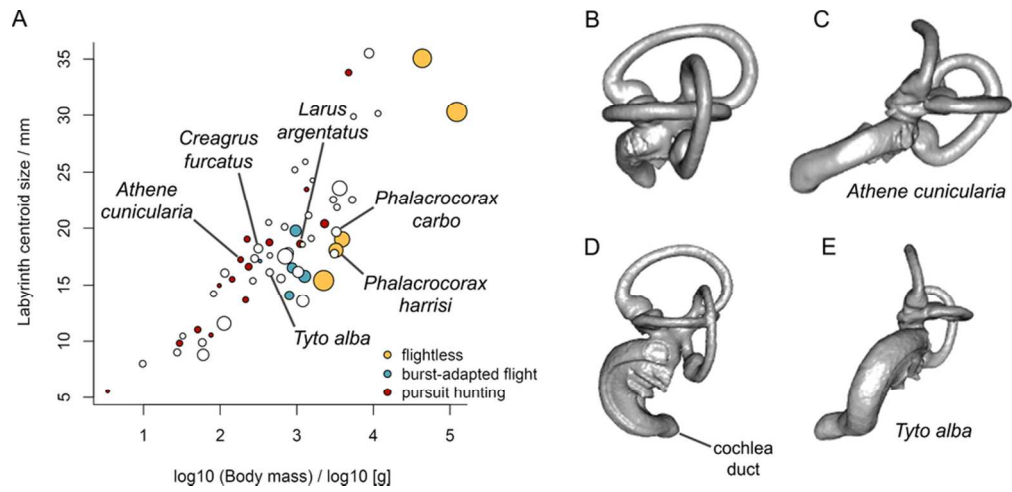 A
B
C
Labyrinth centroid size / mm
35
30
25
20
15
10
5
Larus
argentatus
Creagrus
furcatus
Athene
cunicularia
Phalacrocorax
carbo
Phalacrocorax
harrisi
Tyto alba
flightless
burst-adapted flight
pursuit hunting
1 2 3 4 5
log10 (Body mass) / log10 [g]
Athene cunicularia
D
E
cochlea
duct
Tyto alba